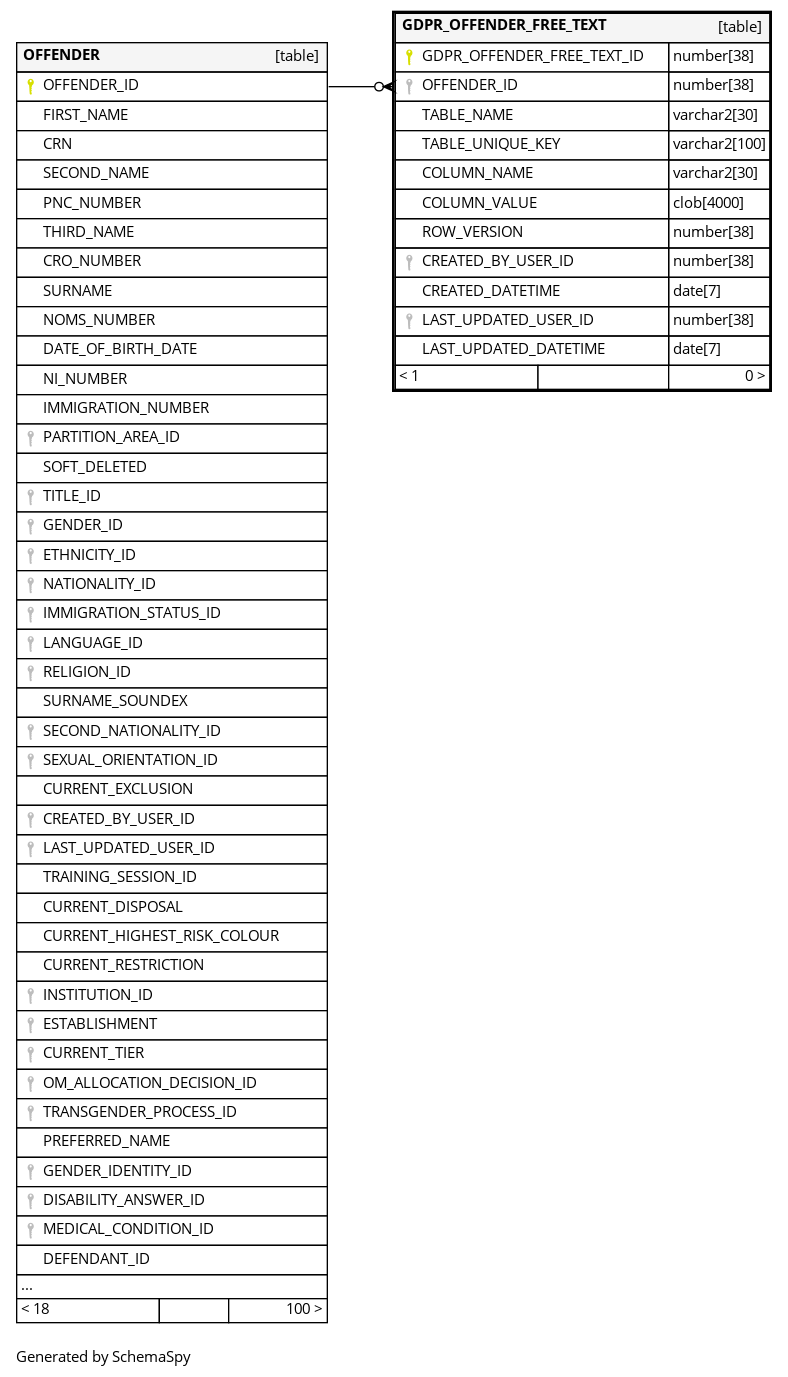 OFFENDER [table]
OFFENDER_ID
FIRST_NAME
CRN
SECOND_NAME
PNC_NUMBER
THIRD_NAME
CRO_NUMBER
SURNAME
NOMS_NUMBER
DATE_OF_BIRTH_DATE
NI_NUMBER
IMMIGRATION_NUMBER
PARTITION_AREA_ID
SOFT_DELETED
TITLE_ID
GENDER_ID
ETHNICITY_ID
NATIONALITY_ID
IMMIGRATION_STATUS_ID
LANGUAGE_ID
RELIGION_ID
SURNAME_SOUNDEX
SECOND_NATIONALITY_ID
SEXUAL_ORIENTATION_ID
CURRENT_EXCLUSION
CREATED_BY_USER_ID
LAST_UPDATED_USER_ID
TRAINING_SESSION_ID
CURRENT_DISPOSAL
CURRENT_HIGHEST_RISK_COLOUR
CURRENT_RESTRICTION
INSTITUTION_ID
ESTABLISHMENT
CURRENT_TIER
OM_ALLOCATION_DECISION_ID
TRANSGENDER_PROCESS_ID
PREFERRED_NAME
GENDER_IDENTITY_ID
DISABILITY_ANSWER_ID
MEDICAL_CONDITION_ID
DEFENDANT_ID
...
< 18 100 >
GDPR_OFFENDER_FREE_TEXT [table]
GDPR_OFFENDER_FREE_TEXT_ID number[38]
OFFENDER_ID number[38]
TABLE_NAME varchar2[30]
TABLE_UNIQUE_KEY varchar2[100]
COLUMN_NAME varchar2[30]
COLUMN_VALUE clob[4000]
ROW_VERSION number[38]
CREATED_BY_USER_ID number[38]
CREATED_DATETIME date[7]
LAST_UPDATED_USER_ID number[38]
LAST_UPDATED_DATETIME date[7]
< 1 0 >
Generated by SchemaSpy